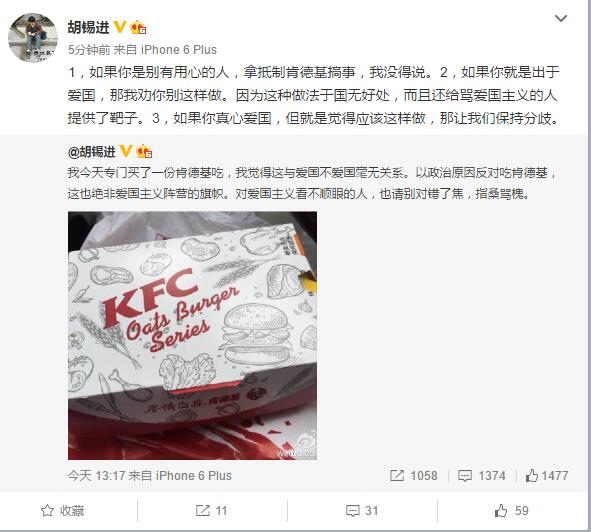 胡锡进
5分钟前 来自 iPhone 6 Plus
1，如果你是别有用心的人，拿抵制肯德基搞事，我没得说。2，如果你就是出于
爱国，那我劝你别这样做。因为这种做法于国无好处，而且还给骂爱国主义的人
提供了靶子。3，如果你真心爱国，但就是觉得应该这样做，那让我们保持分歧。
@胡锡进
我今天专门买了一份肯德基吃，我觉得这与爱国不爱国毫无关系。以政治原因反对吃肯德基，
这也绝非爱国主义阵营的旗帜。对爱国主义看不顺眼的人，也请别对错了焦，指桑骂槐。
KFC
Oats Burger
Series
尽情自在 肯德基
今天 13:17 来自 iPhone 6 Plus
1058
1374
1477
收藏
11
31
59